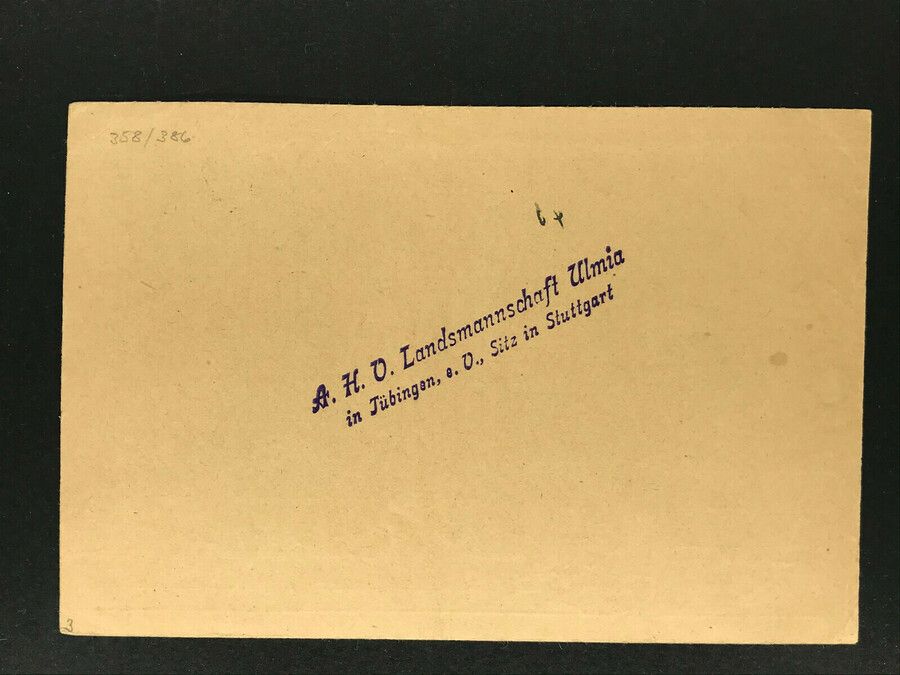 358/386
A. H. V. Landsmannschaft Ulmia
in Tübingen, e. V., Sitz in Stuttgart
3